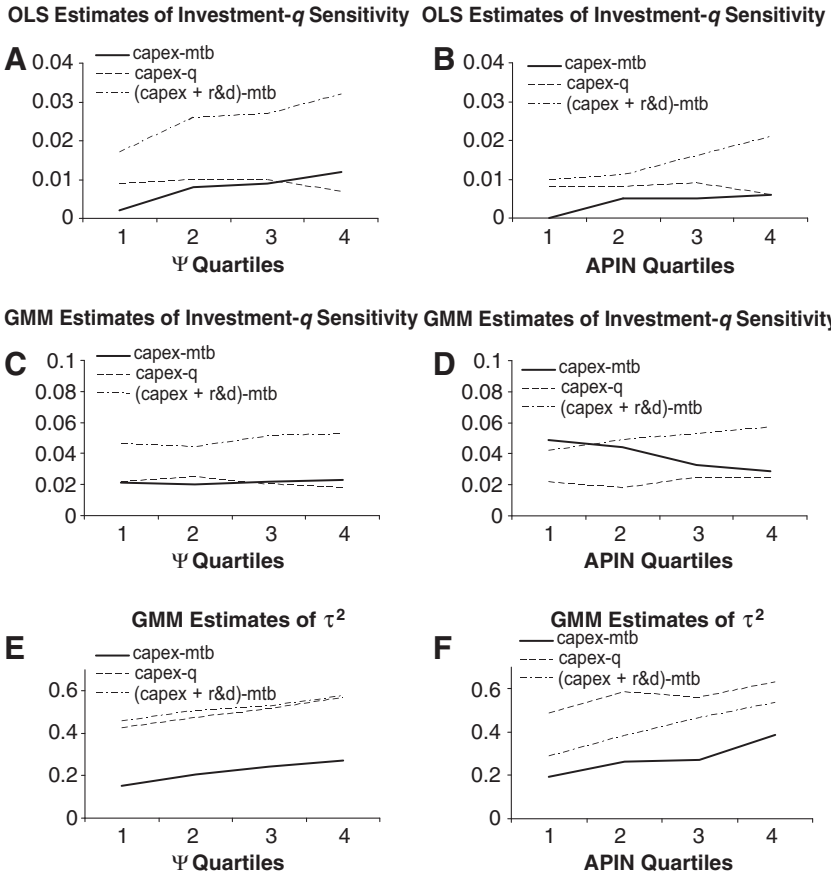 OLS Estimates of Investment-q Sensitivity
A
0.04
0.03
0.02
0.01
0
capex-mtb
capex-q
(capex + r&d)-mtb
1 2 3 4
Ψ Quartiles
OLS Estimates of Investment-q Sensitivity
B
0.04
0.03
0.02
0.01
0
capex-mtb
capex-q
(capex + r&d)-mtb
1 2 3 4
APIN Quartiles
GMM Estimates of Investment-q Sensitivity
C
0.1
0.08
0.06
0.04
0.02
0
capex-mtb
capex-q
(capex + r&d)-mtb
1 2 3 4
Ψ Quartiles
GMM Estimates of Investment-q Sensitivity
D
0.1
0.08
0.06
0.04
0.02
0
capex-mtb
capex-q
(capex + r&d)-mtb
1 2 3 4
APIN Quartiles
GMM Estimates of τ²
E
0.6
0.4
0.2
0
capex-mtb
capex-q
(capex + r&d)-mtb
1 2 3 4
Ψ Quartiles
GMM Estimates of τ²
F
0.6
0.4
0.2
0
capex-mtb
capex-q
(capex + r&d)-mtb
1 2 3 4
APIN Quartiles